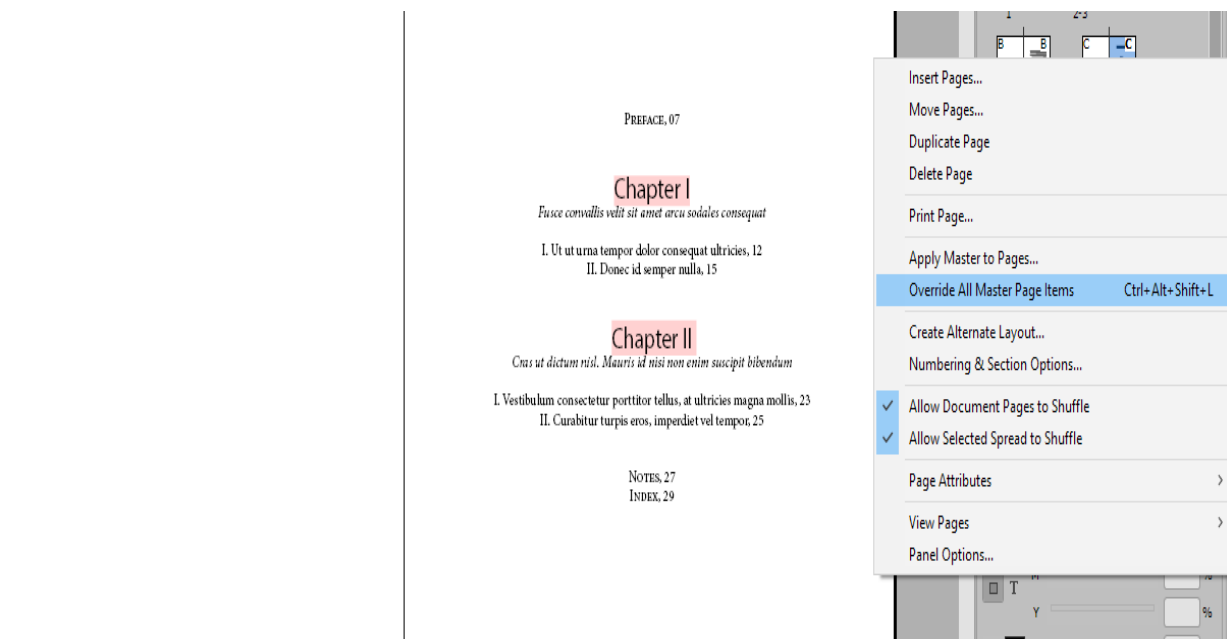 1 2-3
B B C C
PREFACE, 07
Chapter I
Fusce convallis velit sit amet arcu sodales consequat
I. Ut ut urna tempor dolor consequat ultricies, 12
II. Donec id semper nulla, 15
Chapter II
Cras ut dictum nisl. Mauris id nisi non enim suscipit bibendum
I. Vestibulum consectetur porttitor tellus, at ultricies magna mollis, 23
II. Curabitur turpis eros, imperdiet vel tempor, 25
NOTES, 27
INDEX, 29
Insert Pages...
Move Pages...
Duplicate Page
Delete Page
Print Page...
Apply Master to Pages...
Override All Master Page Items Ctrl+Alt+Shift+L
Create Alternate Layout...
Numbering & Section Options...
Allow Document Pages to Shuffle
Allow Selected Spread to Shuffle
Page Attributes
View Pages
Panel Options...
T
Y %